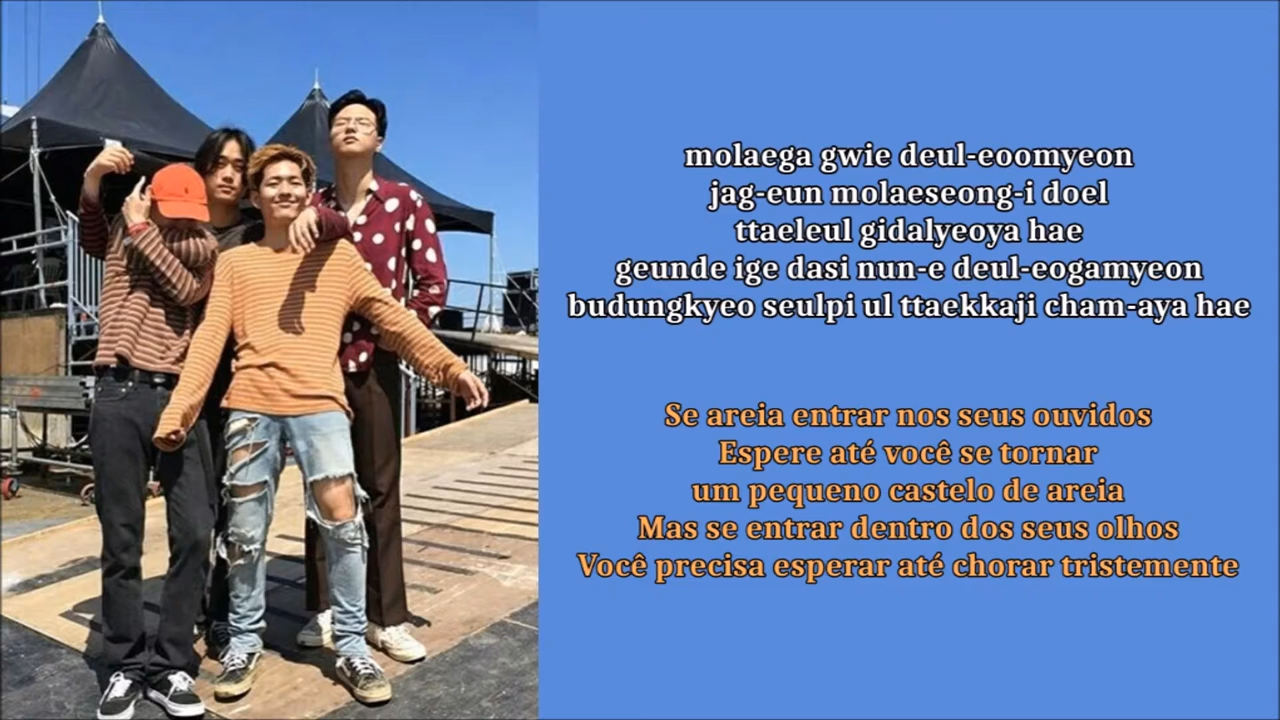 molaega gwie deul-eoomyeon
jag-eun molaeseong-i doel
ttaeleul gidalyeoya hae
geunde ige dasi nun-e deul-eogamyeon
budungkyeo seulpi ul ttaekkaji cham-aya hae
Se areia entrar nos seus ouvidos
Espere até você se tornar
um pequeno castelo de areia
Mas se entrar dentro dos seus olhos
Você precisa esperar até chorar tristemente